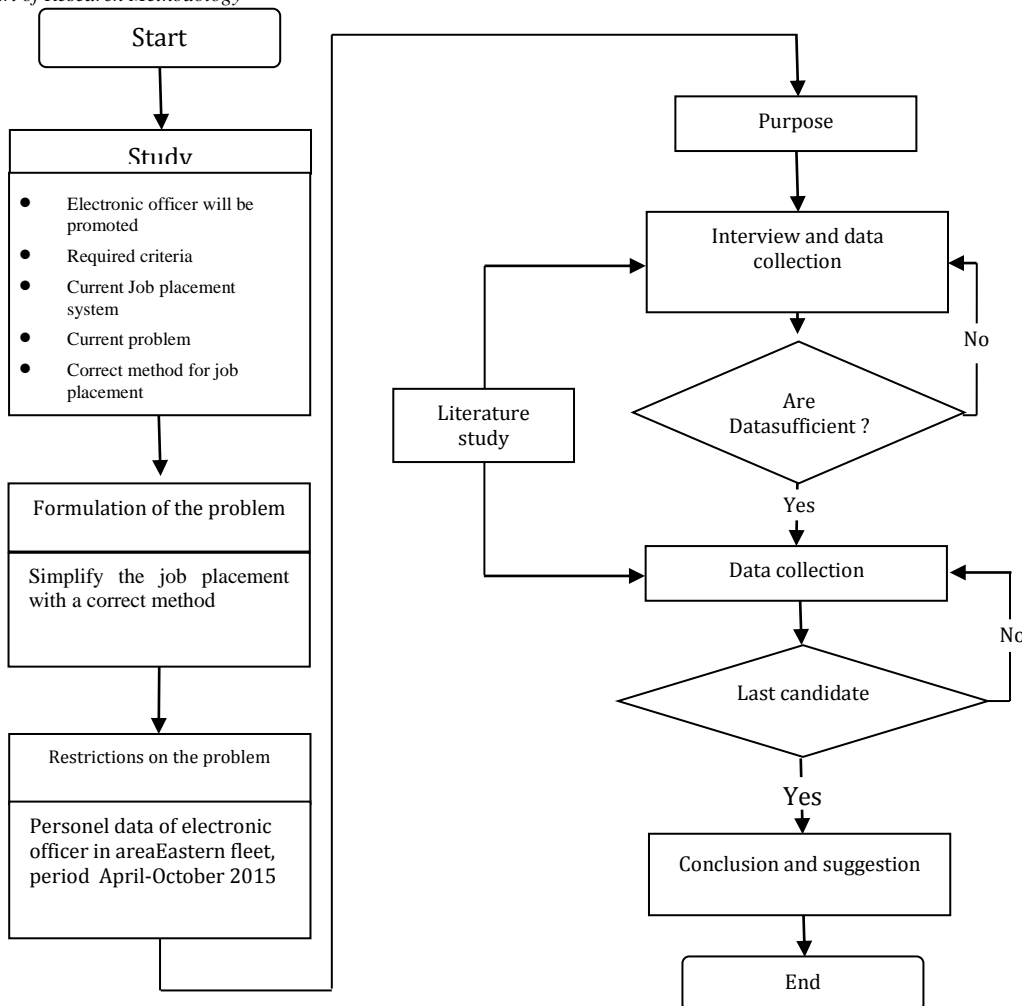 of Research Methodology
Start
Study
● Electronic officer will be
promoted
● Required criteria
● Current Job placement
system
● Current problem
● Correct method for job
placement
Formulation of the problem
Simplify the job placement
with a correct method
Restrictions on the problem
Personel data of electronic
officer in areaEastern fleet,
period April-October 2015
Purpose
Interview and data
collection
No
Are
Datasufficient ?
Literature
study
Yes
Data collection
No
Last candidate
Yes
Conclusion and suggestion
End